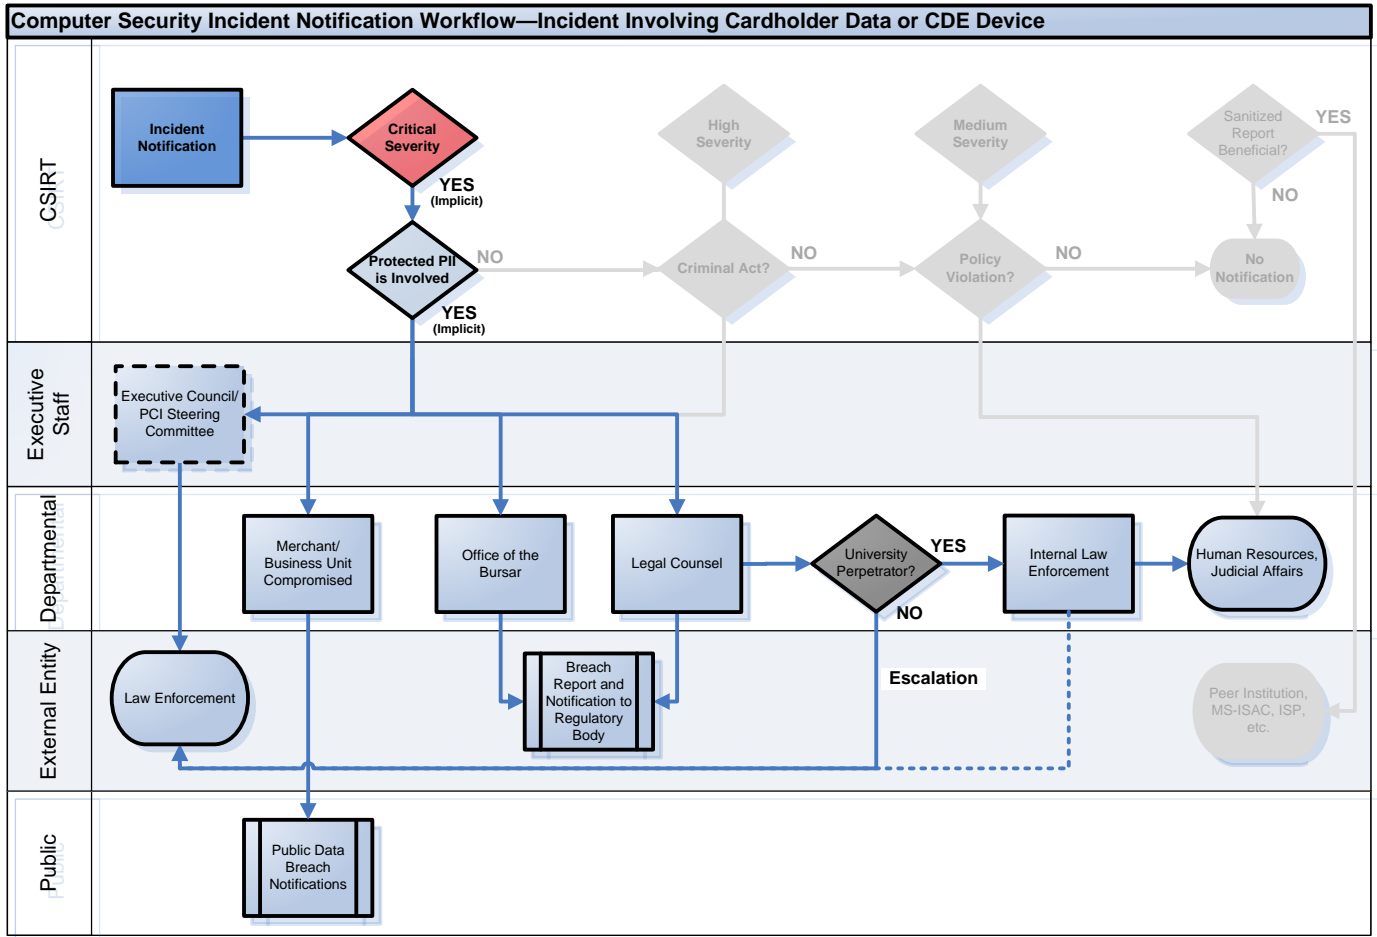 Computer Security Incident Notification Workflow—Incident Involving Cardholder Data or CDE Device
CSIRT
Incident
Notification
Critical
Severity
YES
(Implicit)
High
Severity
Medium
Severity
Sanitized
Report
Beneficial?
YES
NO
Protected PII
is Involved
NO
YES
(Implicit)
Criminal Act?
NO
Policy
Violation?
NO
No
Notification
Executive
Staff
Executive Council/
PCI Steering
Committee
Departmental
Merchant/
Business Unit
Compromised
Office of the
Bursar
Legal Counsel
University
Perpetrator?
YES
NO
Internal Law
Enforcement
Human Resources,
Judicial Affairs
External Entity
Law Enforcement
Breach
Report and
Notification to
Regulatory
Body
Escalation
Peer Institution,
MS-ISAC, ISP,
etc.
Public
Public Data
Breach
Notifications